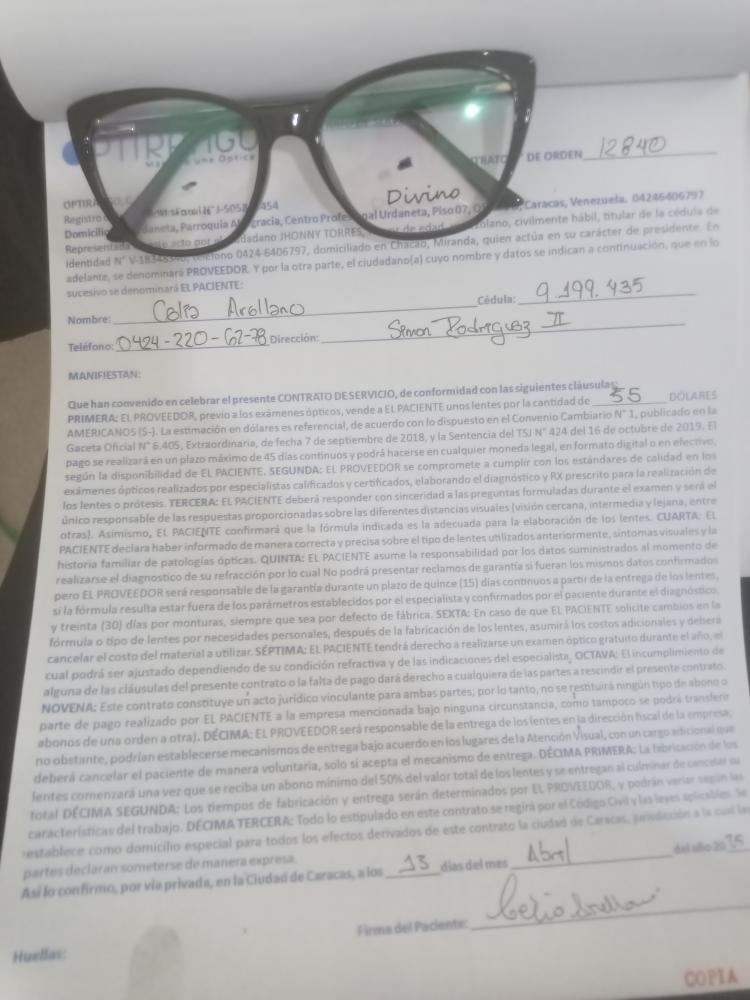 OPTIRANGO
DE ORDEN 12840
Divino
OPTIRANGO, C.
Registro J-505 454
Domicilio Urdaneta, Parroquia Altagracia, Centro Profesional Urdaneta, Piso 07, Caracas, Venezuela. 04246406797
Representada este acto por el ciudadano JHONNY TORRES, de edad, venezolano, civilmente hábil, titular de la cédula de
Identidad N° teléfono 0424-6406797, domiciliado en Chacao, Miranda, quien actúa en su carácter de presidente. En
adelante, se denominará PROVEEDOR. Y por la otra parte, el ciudadano(a) cuyo nombre y datos se indican a continuación, que en lo
sucesivo se denominará EL PACIENTE:
Nombre: Celia Arellano Cédula: 9.199.435
Teléfono: 0424-220-62-78 Dirección: Simon Rodriguez II
MANIFIESTAN:
Que han convenido en celebrar el presente CONTRATO DE SERVICIO, de conformidad con las siguientes cláusulas:
PRIMERA: EL PROVEEDOR, previo a los exámenes ópticos, vende a EL PACIENTE unos lentes por la cantidad de 55 DÓLARES
AMERICANOS ($-). La estimación en dólares es referencial, de acuerdo con lo dispuesto en el Convenio Cambiario N° 1, publicado en la
Gaceta Oficial N° 6.405, Extraordinaria, de fecha 7 de septiembre de 2018, y la Sentencia del TSJ N° 424 del 16 de octubre de 2019. El
pago se realizará en un plazo máximo de 45 días continuos y podrá hacerse en cualquier moneda legal, en formato digital o en efectivo,
según la disponibilidad de EL PACIENTE. SEGUNDA: EL PROVEEDOR se compromete a cumplir con los estándares de calidad en los
exámenes ópticos realizados por especialistas calificados y certificados, elaborando el diagnóstico y RX prescrito para la realización de
los lentes o prótesis. TERCERA: EL PACIENTE deberá responder con sinceridad a las preguntas formuladas durante el examen y será el
único responsable de las respuestas proporcionadas sobre las diferentes distancias visuales (visión cercana, intermedia y lejana, entre
otras). Asimismo, EL PACIENTE confirmará que la fórmula indicada es la adecuada para la elaboración de los lentes. CUARTA: EL
PACIENTE declara haber informado de manera correcta y precisa sobre el tipo de lentes utilizados anteriormente, síntomas visuales y la
historia familiar de patologías ópticas. QUINTA: EL PACIENTE asume la responsabilidad por los datos suministrados al momento de
realizarse el diagnostico de su refracción por lo cual No podrá presentar reclamos de garantía si fueran los mismos datos confirmados
pero EL PROVEEDOR será responsable de la garantía durante un plazo de quince (15) días continuos a partir de la entrega de los lentes,
si la fórmula resulta estar fuera de los parámetros establecidos por el especialista y confirmados por el paciente durante el diagnóstico,
y treinta (30) días por monturas, siempre que sea por defecto de fábrica. SEXTA: En caso de que EL PACIENTE solicite cambios en la
fórmula o tipo de lentes por necesidades personales, después de la fabricación de los lentes, asumirá los costos adicionales y deberá
cancelar el costo del material a utilizar. SÉPTIMA: EL PACIENTE tendrá derecho a realizarse un examen óptico gratuito durante el año, el
cual podrá ser ajustado dependiendo de su condición refractiva y de las indicaciones del especialista, OCTAVA: El incumplimiento de
alguna de las cláusulas del presente contrato o la falta de pago dará derecho a cualquiera de las partes a rescindir el presente contrato.
NOVENA: Este contrato constituye un acto jurídico vinculante para ambas partes; por lo tanto, no se restituirá ningún tipo de abono o
parte de pago realizado por EL PACIENTE a la empresa mencionada bajo ninguna circunstancia, como tampoco se podrá transferir
abonos de una orden a otra). DÉCIMA: EL PROVEEDOR será responsable de la entrega de los lentes en la dirección fiscal de la empresa;
no obstante, podrían establecerse mecanismos de entrega bajo acuerdo en los lugares de la Atención Visual, con un cargo adicional que
deberá cancelar el paciente de manera voluntaria, solo si acepta el mecanismo de entrega. DÉCIMA PRIMERA: La fabricación de los
lentes comenzará una vez que se reciba un abono mínimo del 50% del valor total de los lentes y se entregan al culminar de cancelar su
total DÉCIMA SEGUNDA: Los tiempos de fabricación y entrega serán determinados por EL PROVEEDOR, y podrán variar según las
características del trabajo. DÉCIMA TERCERA: Todo lo estipulado en este contrato se regirá por el Código Civil y las leyes aplicables. Se
establece como domicilio especial para todos los efectos derivados de este contrato la ciudad de Caracas, jurisdicción a la cual las
partes declaran someterse de manera expresa.
Así lo confirmo, por vía privada, en la Ciudad de Caracas, a los 13 días del mes Abril del año 2025
Firma del Paciente: Celia Arellano
Huellas:
COPIA